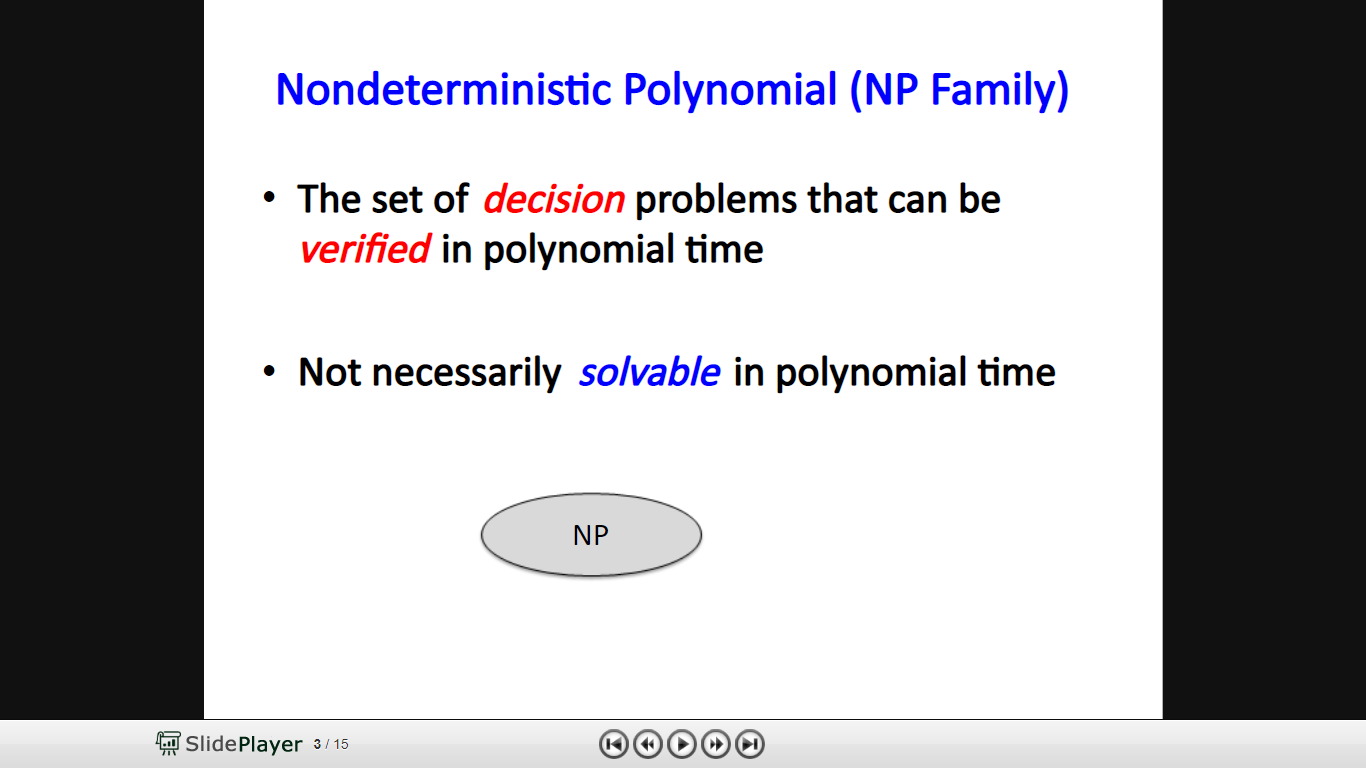 Nondeterministic Polynomial (NP Family)
• The set of decision problems that can be
verified in polynomial time
• Not necessarily solvable in polynomial time
NP
SlidePlayer 3 / 15